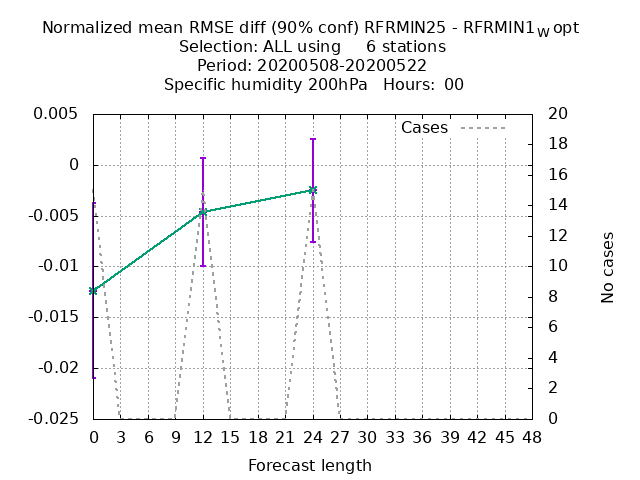 Normalized mean RMSE diff (90% conf) RFRMIN25 - RFRMIN1wopt
Selection: ALL using 6 stations
Period: 20200508-20200522
Specific humidity 200hPa Hours: 00
Cases
0.005
0
-0.005
-0.01
-0.015
-0.02
-0.025
20
18
16
14
12
10
8
6
4
2
0
No cases
0 3 6 9 12 15 18 21 24 27 30 33 36 39 42 45 48
Forecast length